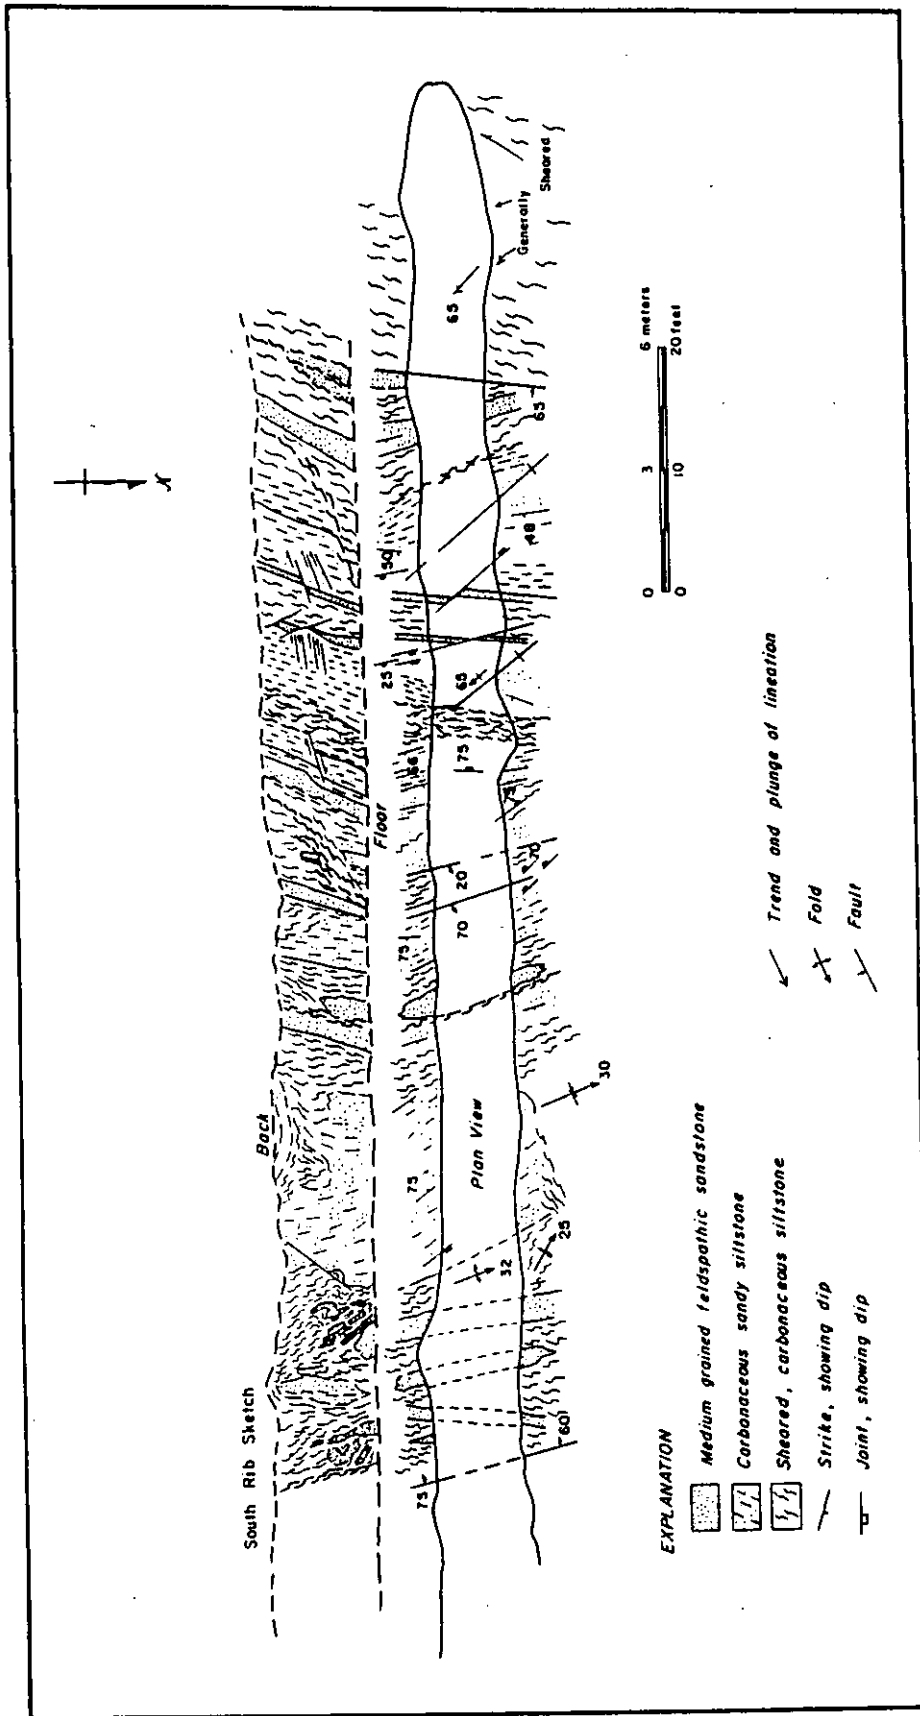 South Rib Sketch
Back
Floor
Plan View
Generally
Sheared
75
60
32
25
75
30
75
70
20
70
66
75
75
65
25
50
48
65
65
0 3 6 meters
0 10 20 feet
EXPLANATION
Medium grained feldspathic sandstone
Carbonaceous sandy siltstone
Sheared, carbonaceous siltstone
Strike, showing dip
Joint, showing dip
Trend and plunge of lineation
Fold
Fault